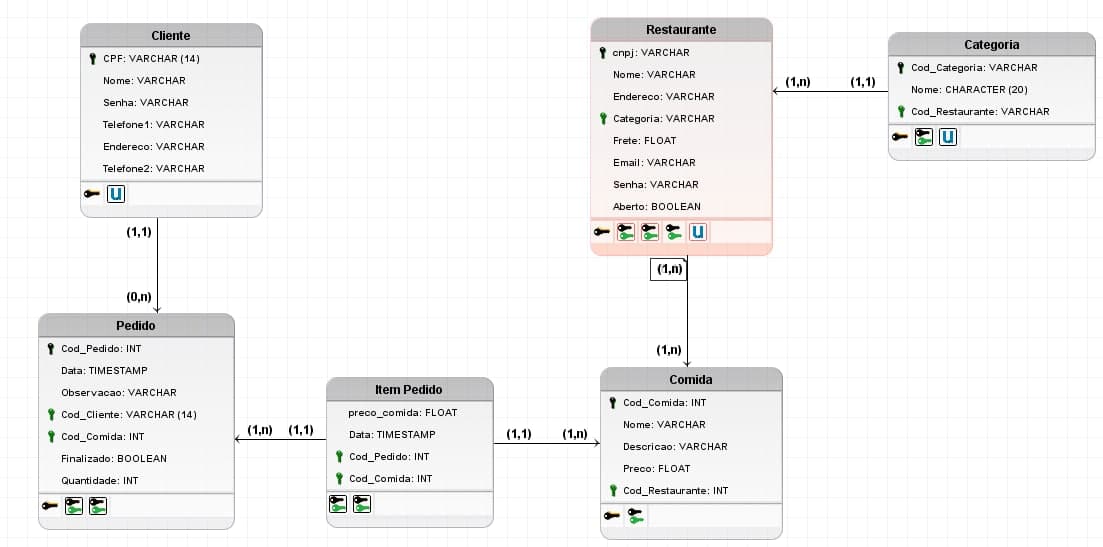 Cliente
CPF: VARCHAR (14)
Nome: VARCHAR
Senha: VARCHAR
Telefone1: VARCHAR
Endereco: VARCHAR
Telefone2: VARCHAR
U
(1,1)
(0,n)
Restaurante
cnpj: VARCHAR
Nome: VARCHAR
Endereco: VARCHAR
Categoria: VARCHAR
Frete: FLOAT
Email: VARCHAR
Senha: VARCHAR
Aberto: BOOLEAN
U
(1,n)
(1,1)
Categoria
Cod_Categoria: VARCHAR
Nome: CHARACTER (20)
Cod_Restaurante: VARCHAR
U
(1,n)
(1,n)
Pedido
Cod_Pedido: INT
Data: TIMESTAMP
Observacao: VARCHAR
Cod_Cliente: VARCHAR (14)
Cod_Comida: INT
Finalizado: BOOLEAN
Quantidade: INT
(1,n)
(1,1)
Item Pedido
preco_comida: FLOAT
Data: TIMESTAMP
Cod_Pedido: INT
Cod_Comida: INT
(1,1)
(1,n)
Comida
Cod_Comida: INT
Nome: VARCHAR
Descricao: VARCHAR
Preco: FLOAT
Cod_Restaurante: INT